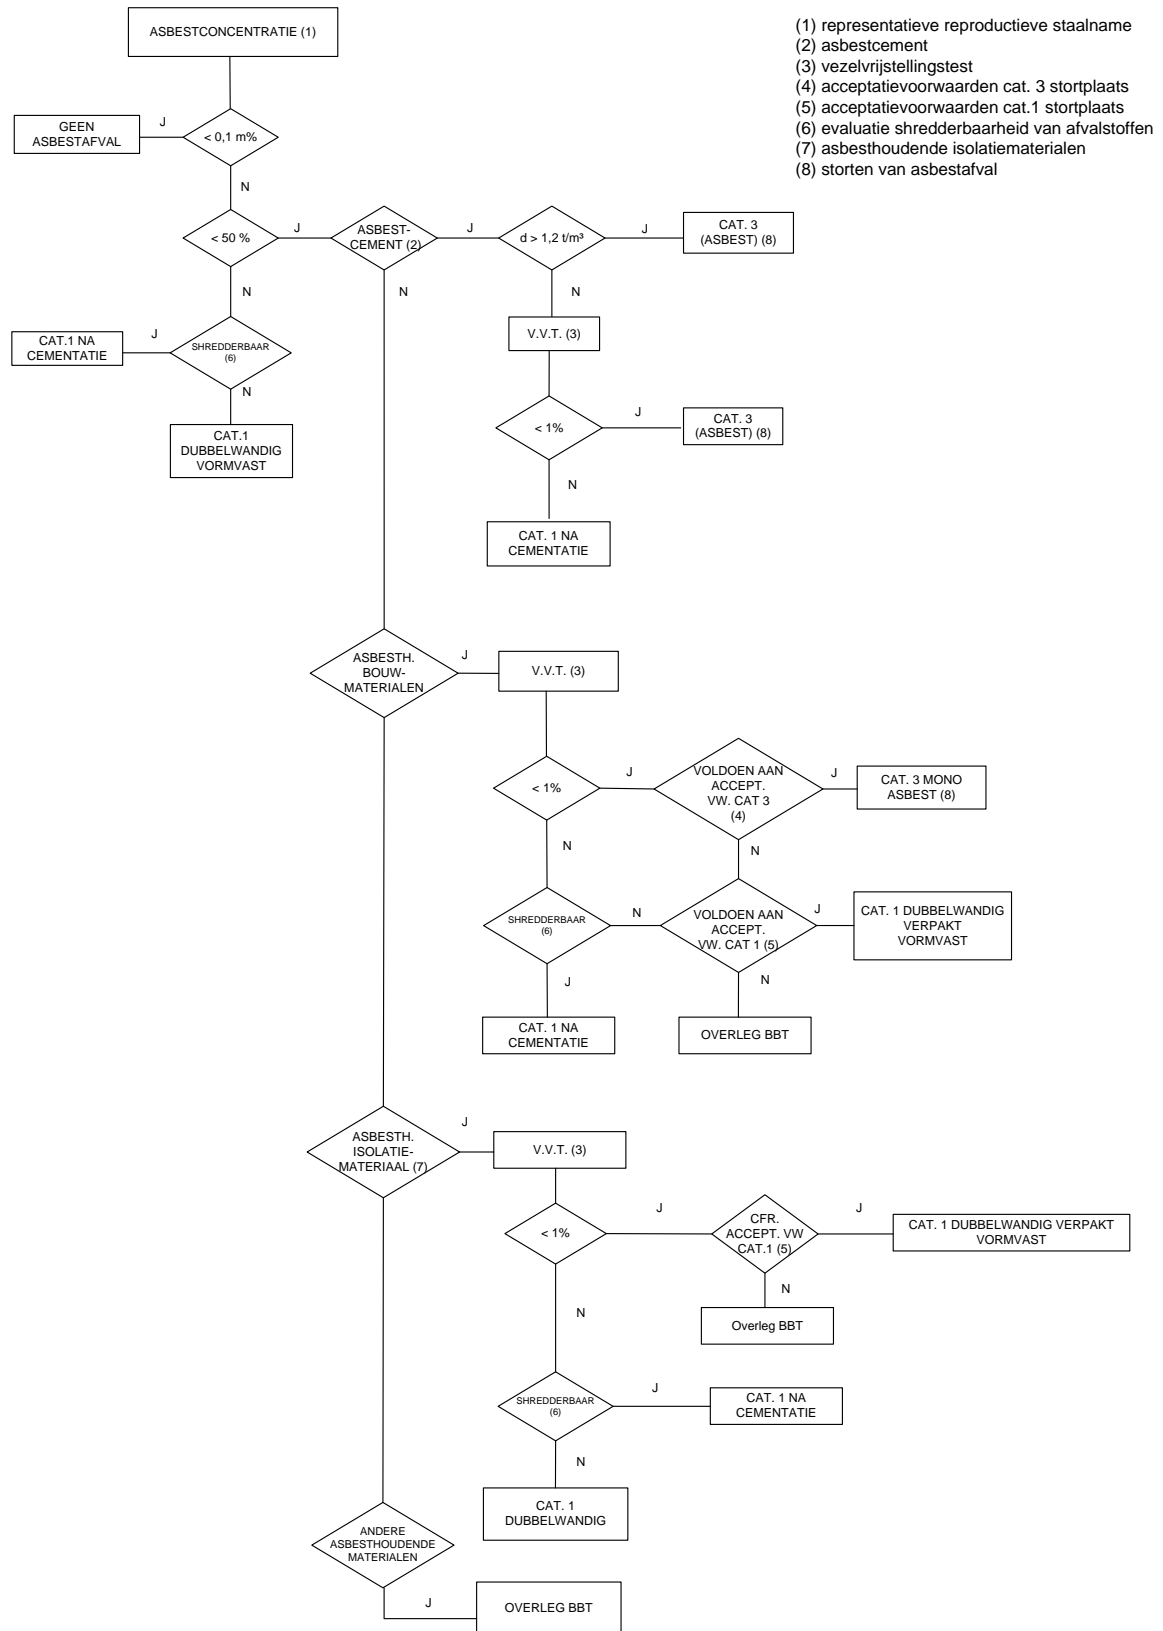 ASBESTCONCENTRATIE (1)
(1) representatieve reproductieve staalname
(2) asbestcement
(3) vezelvrijstellingstest
(4) acceptatievoorwaarden cat. 3 stortplaats
(5) acceptatievoorwaarden cat.1 stortplaats
(6) evaluatie shredderbaarheid van afvalstoffen
(7) asbesthoudende isolatiematerialen
(8) storten van asbestafval
GEEN
ASBESTAFVAL
J
< 0,1 m%
N
< 50 %
J
ASBEST-
CEMENT (2)
J
d > 1,2 t/m³
J
CAT. 3
(ASBEST) (8)
N
N
N
CAT.1 NA
CEMENTATIE
J
SHREDDERBAAR
(6)
V.V.T. (3)
N
CAT.1
DUBBELWANDIG
VORMVAST
< 1%
J
CAT. 3
(ASBEST) (8)
N
CAT. 1 NA
CEMENTATIE
ASBESTH.
BOUW-
MATERIALEN
J
V.V.T. (3)
< 1%
J
VOLDOEN AAN
ACCEPT.
VW. CAT 3
(4)
J
CAT. 3 MONO
ASBEST (8)
N
N
SHREDDERBAAR
(6)
N
VOLDOEN AAN
ACCEPT.
VW. CAT 1 (5)
J
CAT. 1 DUBBELWANDIG
VERPAKT
VORMVAST
J
N
CAT. 1 NA
CEMENTATIE
OVERLEG BBT
ASBESTH.
ISOLATIE-
MATERIAAL (7)
J
V.V.T. (3)
< 1%
J
CFR.
ACCEPT. VW
CAT.1 (5)
J
CAT. 1 DUBBELWANDIG VERPAKT
VORMVAST
N
N
Overleg BBT
SHREDDERBAAR
(6)
J
CAT. 1 NA
CEMENTATIE
N
CAT. 1
DUBBELWANDIG
ANDERE
ASBESTHOUDENDE
MATERIALEN
J
OVERLEG BBT